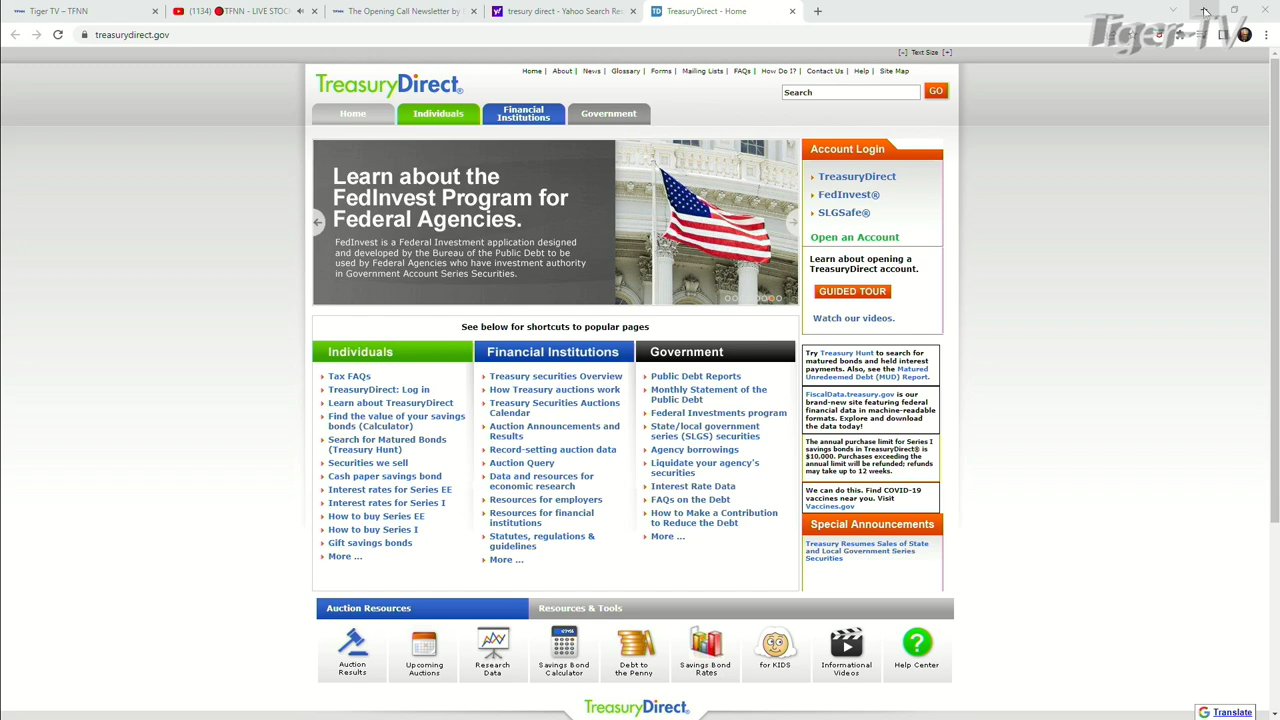 Tiger TV – TFNN
(1134) 🔴TFNN - LIVE STOC
The Opening Call Newsletter by
tresury direct - Yahoo Search Re
TreasuryDirect - Home
Tiger TV
treasurydirect.gov
[-] Text Size [+]
Home | About | News | Glossary | Forms | Mailing Lists | FAQs | How Do I? | Contact Us | Help | Site Map
TreasuryDirect®
Search
GO
Home
Individuals
Financial
Institutions
Government
Learn about the
FedInvest Program for
Federal Agencies.
FedInvest is a Federal Investment application designed
and developed by the Bureau of the Public Debt to be
used by Federal Agencies who have investment authority
in Government Account Series Securities.
Account Login
TreasuryDirect
FedInvest®
SLGSafe®
Open an Account
Learn about opening a
TreasuryDirect account.
GUIDED TOUR
Watch our videos.
See below for shortcuts to popular pages
Individuals
Tax FAQs
TreasuryDirect: Log in
Learn about TreasuryDirect
Find the value of your savings
bonds (Calculator)
Search for Matured Bonds
(Treasury Hunt)
Securities we sell
Cash paper savings bond
Interest rates for Series EE
Interest rates for Series I
How to buy Series EE
How to buy Series I
Gift savings bonds
More ...
Financial Institutions
Treasury securities Overview
How Treasury auctions work
Treasury Securities Auctions
Calendar
Auction Announcements and
Results
Record-setting auction data
Auction Query
Data and resources for
economic research
Resources for employers
Resources for financial
institutions
Statutes, regulations &
guidelines
More ...
Government
Public Debt Reports
Monthly Statement of the
Public Debt
Federal Investments program
State/local government
series (SLGS) securities
Agency borrowings
Liquidate your agency's
securities
Interest Rate Data
FAQs on the Debt
How to Make a Contribution
to Reduce the Debt
More ...
Try Treasury Hunt to search for
matured bonds and held interest
payments. Also, see the Matured
Unredeemed Debt (MUD) Report.
FiscalData.treasury.gov is our
brand-new site featuring federal
financial data in machine-readable
formats. Explore and download
the data today!
The annual purchase limit for Series I
savings bonds in TreasuryDirect® is
$10,000. Purchases exceeding the
annual limit will be refunded; refunds
may take up to 12 weeks.
We can do this. Find COVID-19
vaccines near you. Visit
Vaccines.gov
Special Announcements
Treasury Resumes Sales of State
and Local Government Series
Securities
Auction Resources
Resources & Tools
Auction
Results
Upcoming
Auctions
Research
Data
Savings Bond
Calculator
Debt to
the Penny
Savings Bond
Rates
for KIDS
Informational
Videos
Help Center
TreasuryDirect®
Translate